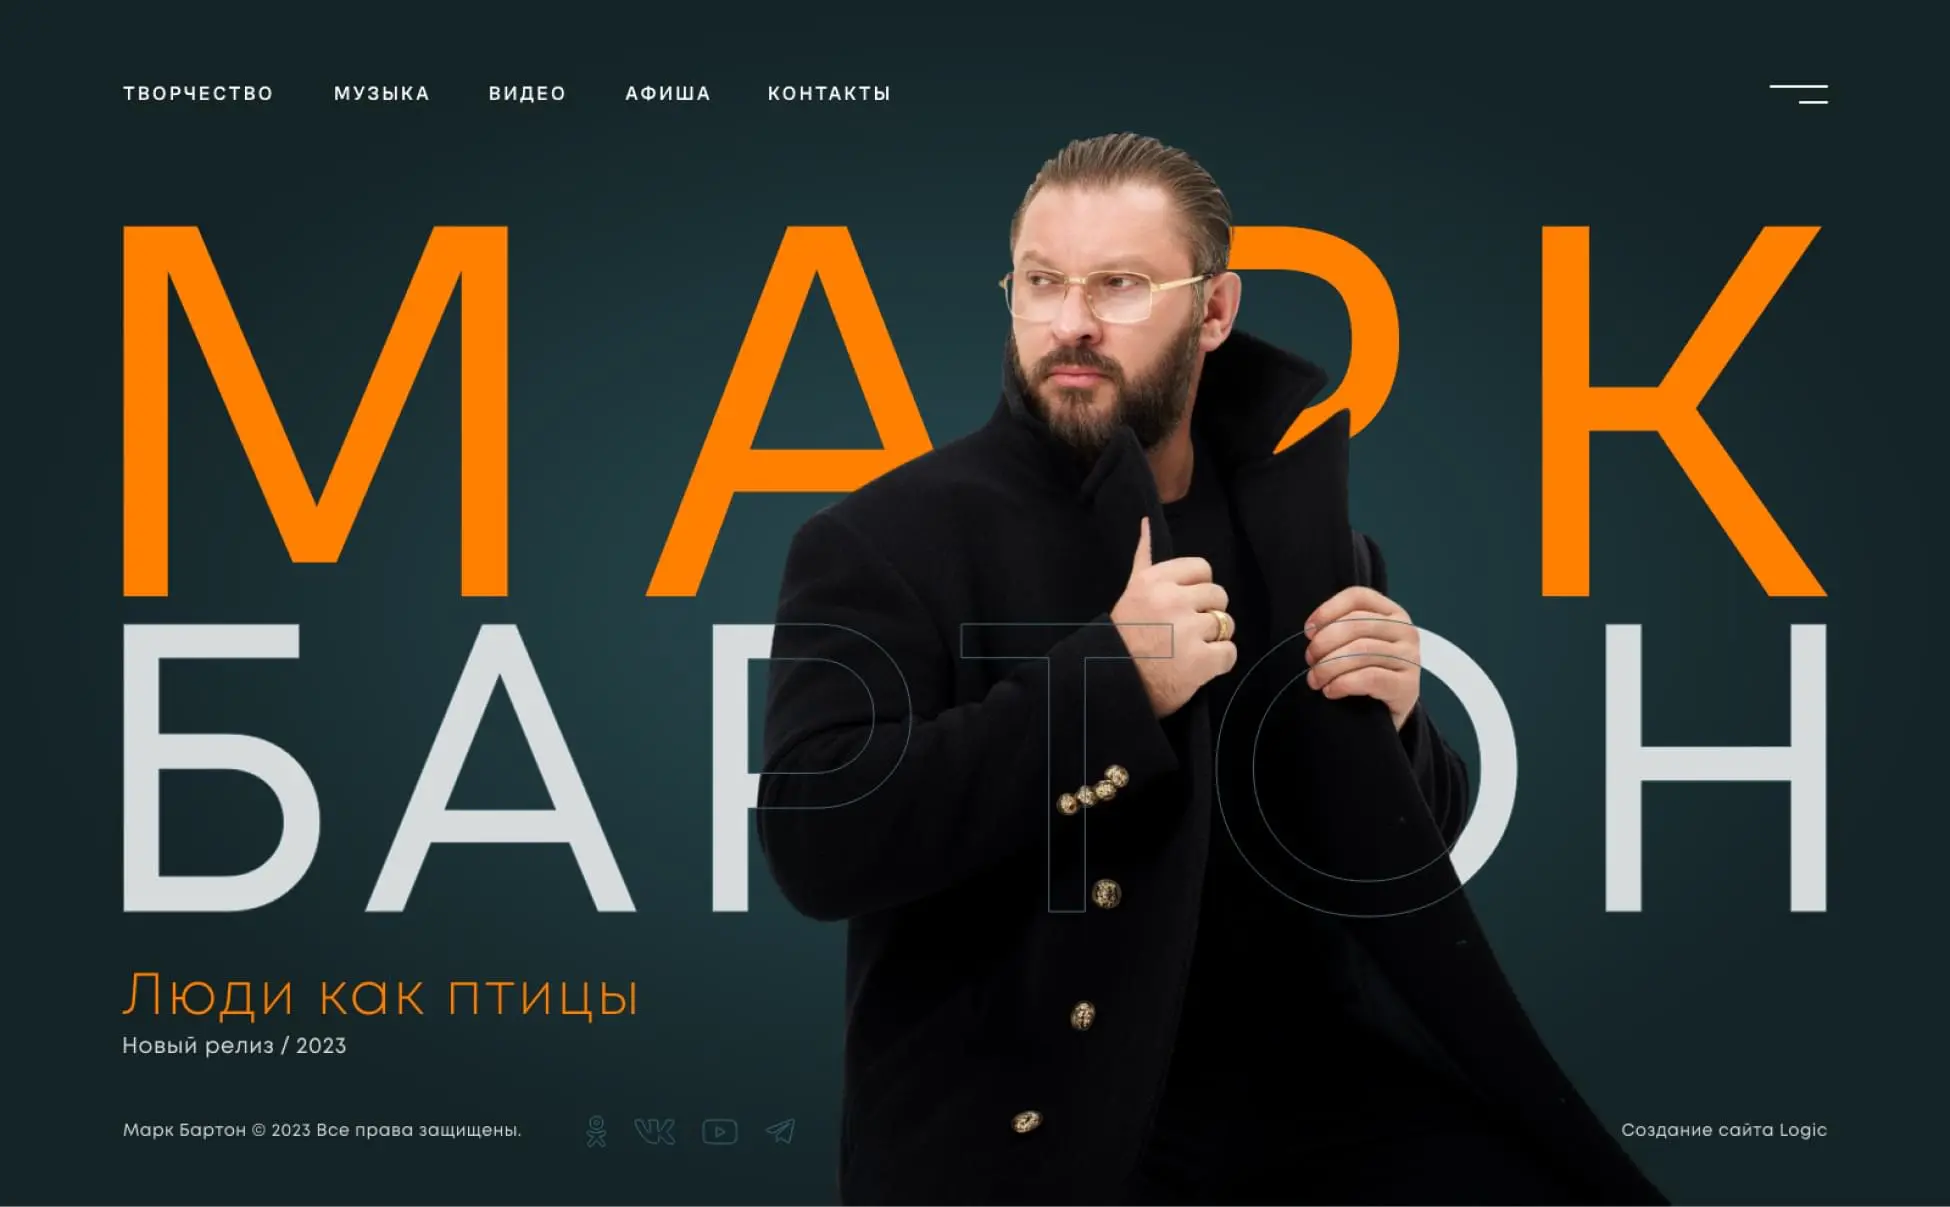 ТВОРЧЕСТВО МУЗЫКА ВИДЕО АФИША КОНТАКТЫ
МАРК
БАРТОН
Люди как птицы
Новый релиз / 2023
Марк Бартон © 2023 Все права защищены.
Создание сайта Logic